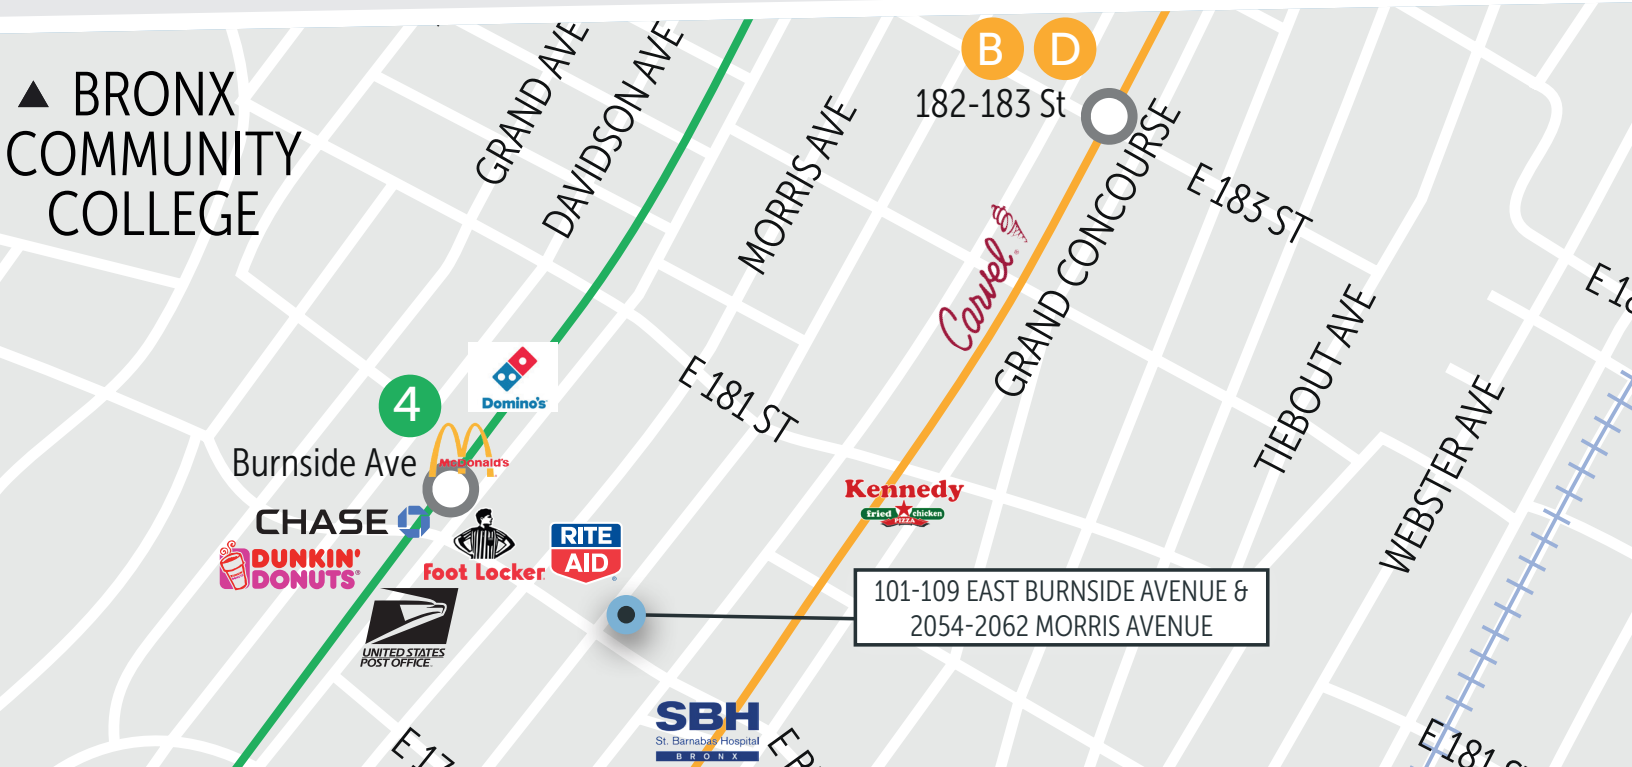 ▲ BRONX
COMMUNITY
COLLEGE
GRAND AVE
DAVIDSON AVE
MORRIS AVE
B D
182-183 St
GRAND CONCOURSE
E 183 ST
Carvel
TIEBOUT AVE
WEBSTER AVE
E 181 ST
4
Burnside Ave
Domino's
McDonald's
CHASE
DUNKIN'
DONUTS
Foot Locker
RITE
AID
UNITED STATES
POST OFFICE
Kennedy
fried chicken
PIZZA
101-109 EAST BURNSIDE AVENUE &
2054-2062 MORRIS AVENUE
SBH
St. Barnabas Hospital
BRONX
E 181